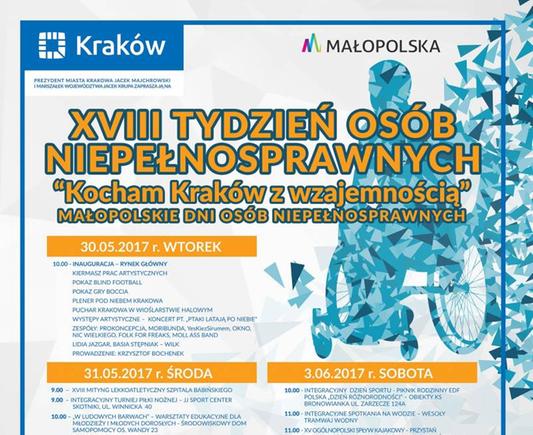 Kraków
MAŁOPOLSKA
PREZYDENT MIASTA KRAKOWA JACEK MAJCHROWSKI
I MARSZAŁEK WOJEWÓDZTWA JACEK KRUPA ZAPRASZAJĄ NA
XVIII TYDZIEŃ OSÓB
NIEPEŁNOSPRAWNYCH
“Kocham Kraków z wzajemnością”
MAŁOPOLSKIE DNI OSÓB NIEPEŁNOSPRAWNYCH
30.05.2017 r. WTOREK
10.00 - INAUGURACJA – RYNEK GŁÓWNY
KIERMASZ PRAC ARTYSTYCZNYCH
POKAZ BLIND FOOTBALL
POKAZ GRY BOCCIA
PLENER POD NIEBEM KRAKOWA
PUCHAR KRAKOWA W WIOŚLARSTWIE HALOWYM
WYSTĘPY ARTYSTYCZNE – KONCERT PT. „PTAKI LATAJĄ PO NIEBIE”
ZESPOŁY: PROKONCEPCJA, MORIBUNDA, YesKiezSirumem, OKNO,
NIC WIELKIEGO, FOLK FOR FREAKS, MOLL ASS BAND
LIDIA JAZGAR, BASIA STĘPNIAK – WILK
PROWADZENIE: KRZYSZTOF BOCHENEK
31.05.2017 r. ŚRODA
9.00 – XVIII MITYNG LEKKOATLETYCZNY SZPITALA BABIŃSKIEGO
9.00 – INTEGRACYJNY TURNIEJ PIŁKI NOŻNEJ – JJ SPORT CENTER
SKOTNIKI, UL. WINNICKA 40
10.00 – „W LUDOWYCH BARWACH” – WARSZTATY EDUKACYJNE DLA
MŁODZIEŻY I MŁODYCH DOROSŁYCH - ŚRODOWISKOWY DOM
SAMOPOMOCY OS. WANDY 23
3.06.2017 r. SOBOTA
10.00 – INTEGRACYJNY DZIEŃ SPORTU - PIKNIK RODZINNY EDF
POLSKA „DZIEŃ RÓŻNORODNOŚCI” - OBIEKTY KS
BRONOWIANKA UL. ZARZECZE 124A
11.00 – INTEGRACYJNE SPOTKANIA NA WODZIE – WESOŁY
TRAMWAJ WODNY
11.00 – XV OGÓLNOPOLSKI SPŁYW KAJAKOWY - PRZYSTAŃ